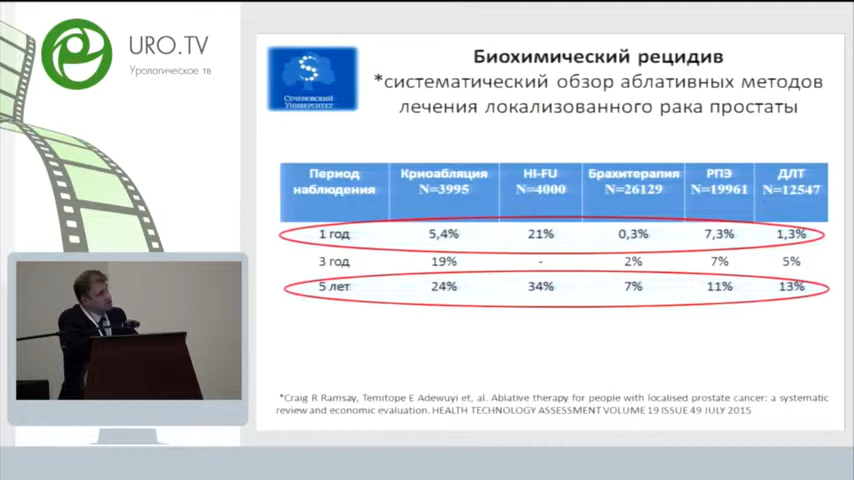 URO.TV
Урологическое тв
Сеченовский
Университет
Биохимический рецидив
*систематический обзор аблативных методов
лечения локализованного рака простаты
Период наблюдения | Криоабляция N=3995 | HI-FU N=4000 | Брахитерапия N=26129 | РПЭ N=19961 | ДЛТ N=12547
1 год 5,4% 21% 0,3% 7,3% 1,3%
3 год 19% - 2% 7% 5%
5 лет 24% 34% 7% 11% 13%
*Craig R Ramsay, Temitope E Adewuyi et, al. Ablative therapy for people with localised prostate cancer: a systematic
review and economic evaluation. HEALTH TECHNOLOGY ASSESSMENT VOLUME 19 ISSUE 49 JULY 2015